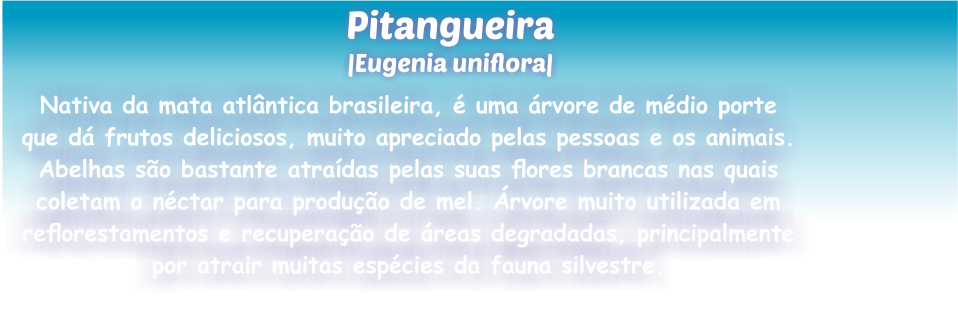 Pitangueira
|Eugenia uniflora|
Nativa da mata atlântica brasileira, é uma árvore de médio porte
que dá frutos deliciosos, muito apreciado pelas pessoas e os animais.
Abelhas são bastante atraídas pelas suas flores brancas nas quais
coletam o néctar para produção de mel. Árvore muito utilizada em
reflorestamentos e recuperação de áreas degradadas, principalmente
por atrair muitas espécies da fauna silvestre.